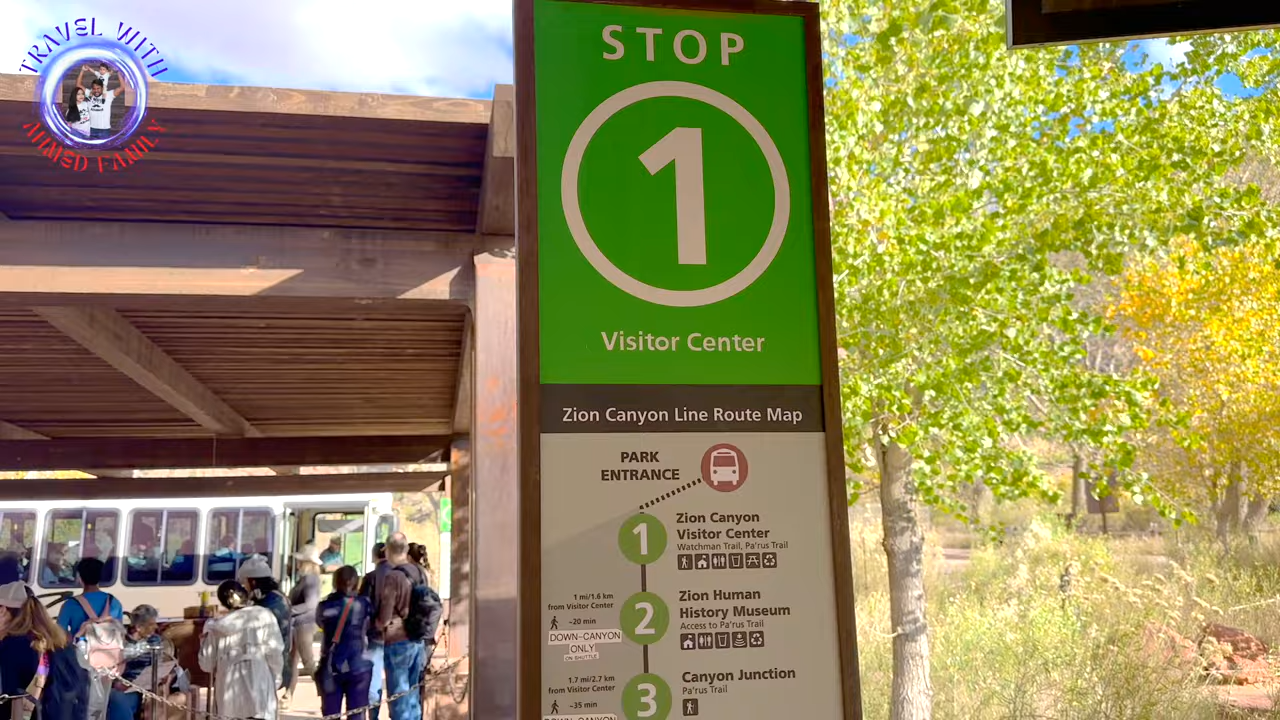 TRAVEL WITH
AHMED FAMILY
STOP
1
Visitor Center
Zion Canyon Line Route Map
PARK
ENTRANCE
1
Zion Canyon
Visitor Center
Watchman Trail, Pa'rus Trail
1 mi/1.6 km
from Visitor Center
~20 min
DOWN-CANYON
ONLY
ON SHUTTLE
2
Zion Human
History Museum
Access to Pa'rus Trail
1.7 mi/2.7 km
from Visitor Center
~35 min
DOWN-CANYON
3
Canyon Junction
Pa'rus Trail